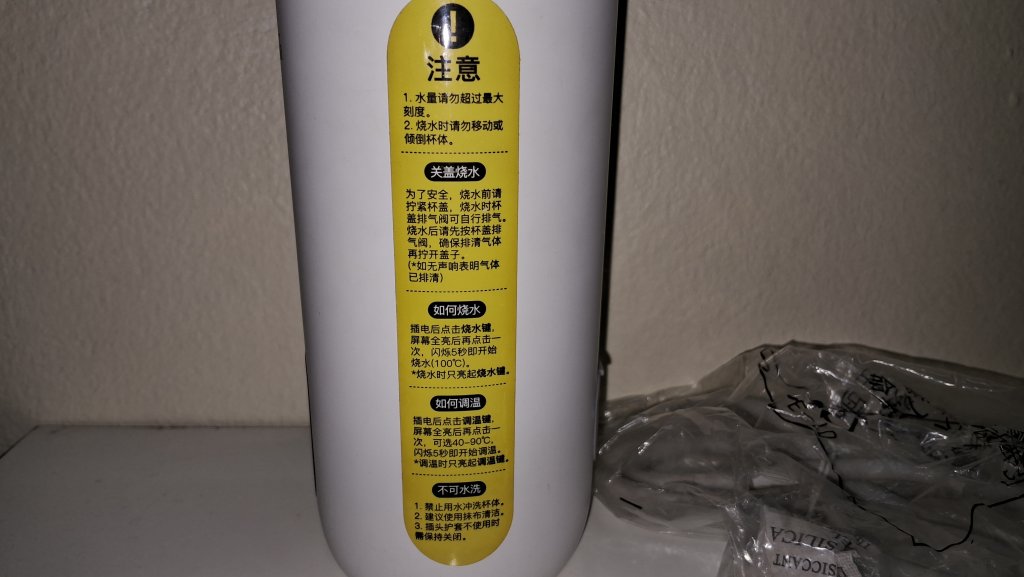 !
注意
1. 水量请勿超过最大
刻度。
2. 烧水时请勿移动或
倾倒杯体。
关盖烧水
为了安全，烧水前请
拧紧杯盖，烧水时杯
盖排气阀可自行排气。
烧水后请先按杯盖排
气阀，确保排清气体
再拧开盖子。
(*如无声响表明气体
已排清)
如何烧水
插电后点击烧水键，
屏幕全亮后再点击一
次，闪烁5秒即开始
烧水(100℃)。
*烧水时只亮起烧水键。
如何调温
插电后点击调温键，
屏幕全亮后再点击一
次，可选40-90℃，
闪烁5秒即开始调温。
*调温时只亮起调温键。
不可水洗
1. 禁止用水冲洗杯体。
2. 建议使用抹布清洁。
3. 插头护套不使用时
需保持关闭。
SILICA